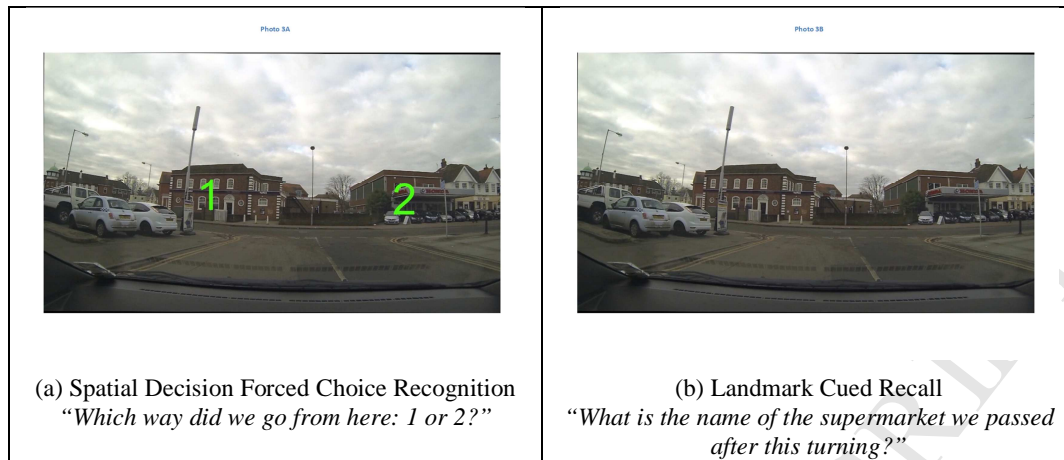 Photo 3A
1
2
(a) Spatial Decision Forced Choice Recognition
“Which way did we go from here: 1 or 2?”
Photo 3B
(b) Landmark Cued Recall
“What is the name of the supermarket we passed
after this turning?”